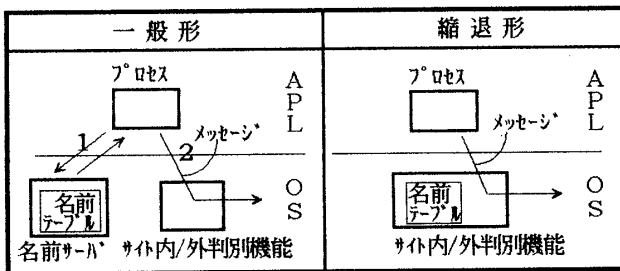 一般形
プロセス
APL
1
2
メッセージ
OS
名前
テーブル
名前サーバ
サイト内/外判別機能
縮退形
プロセス
APL
メッセージ
OS
名前
テーブル
サイト内/外判別機能